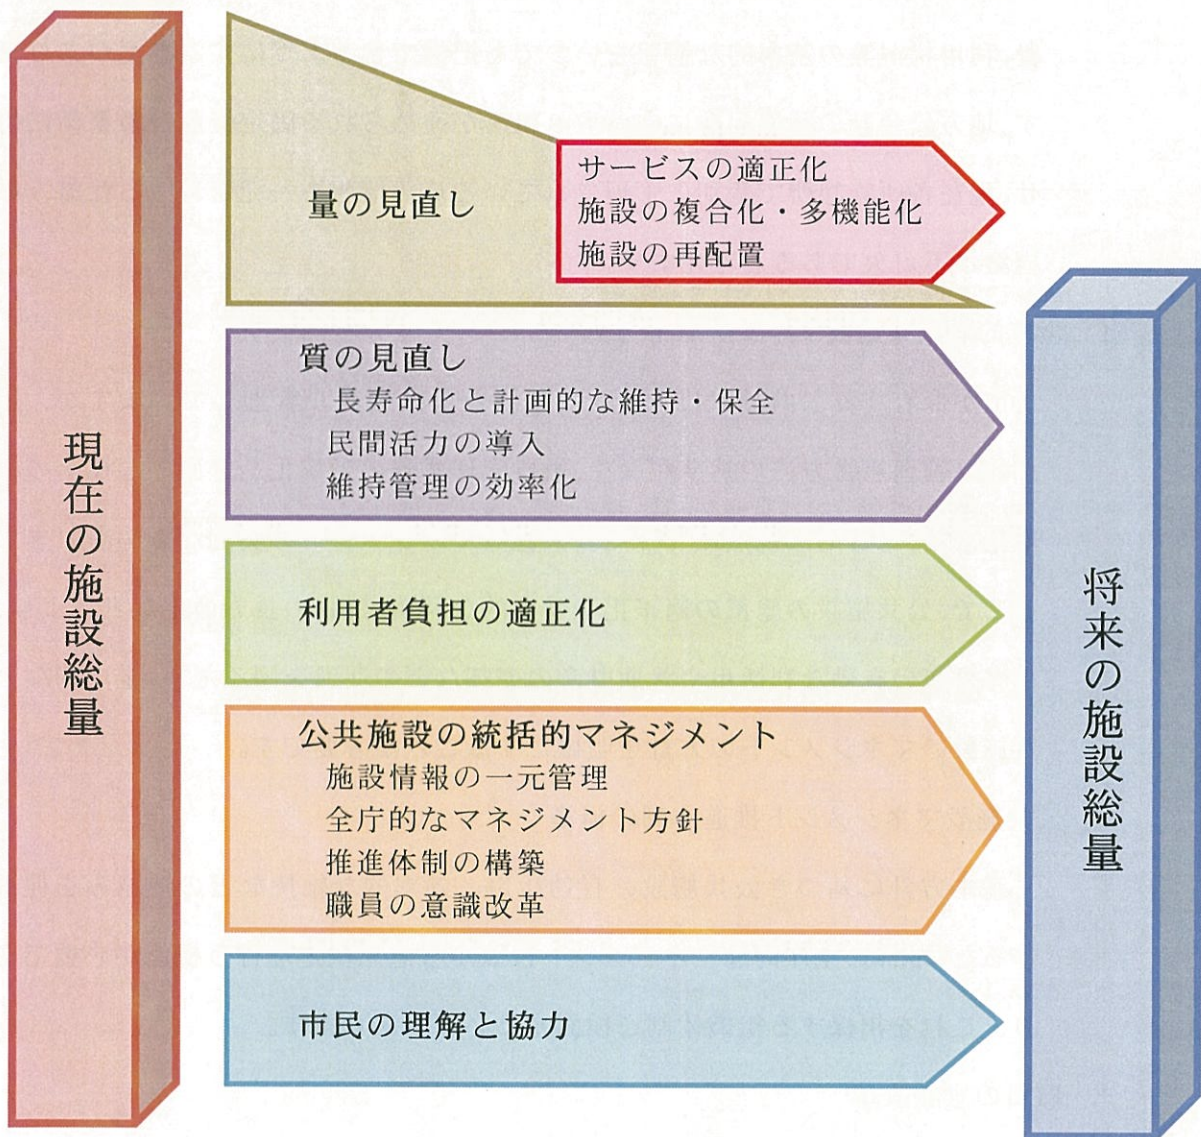 現在の施設総量
量の見直し
サービスの適正化
施設の複合化・多機能化
施設の再配置
質の見直し
長寿命化と計画的な維持・保全
民間活力の導入
維持管理の効率化
利用者負担の適正化
公共施設の統括的マネジメント
施設情報の一元管理
全庁的なマネジメント方針
推進体制の構築
職員の意識改革
市民の理解と協力
将来の施設総量